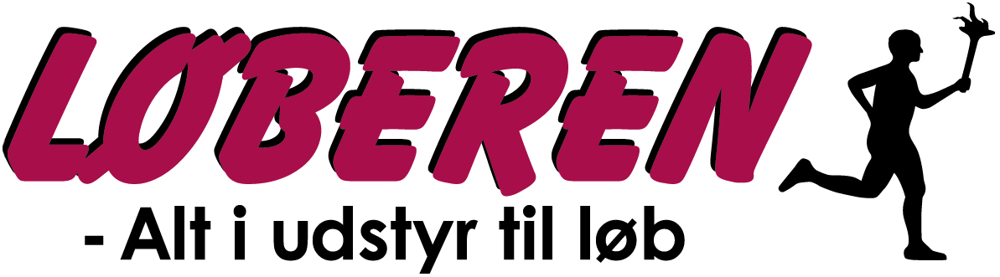 LØBEREN
- Alt i udstyr til løb